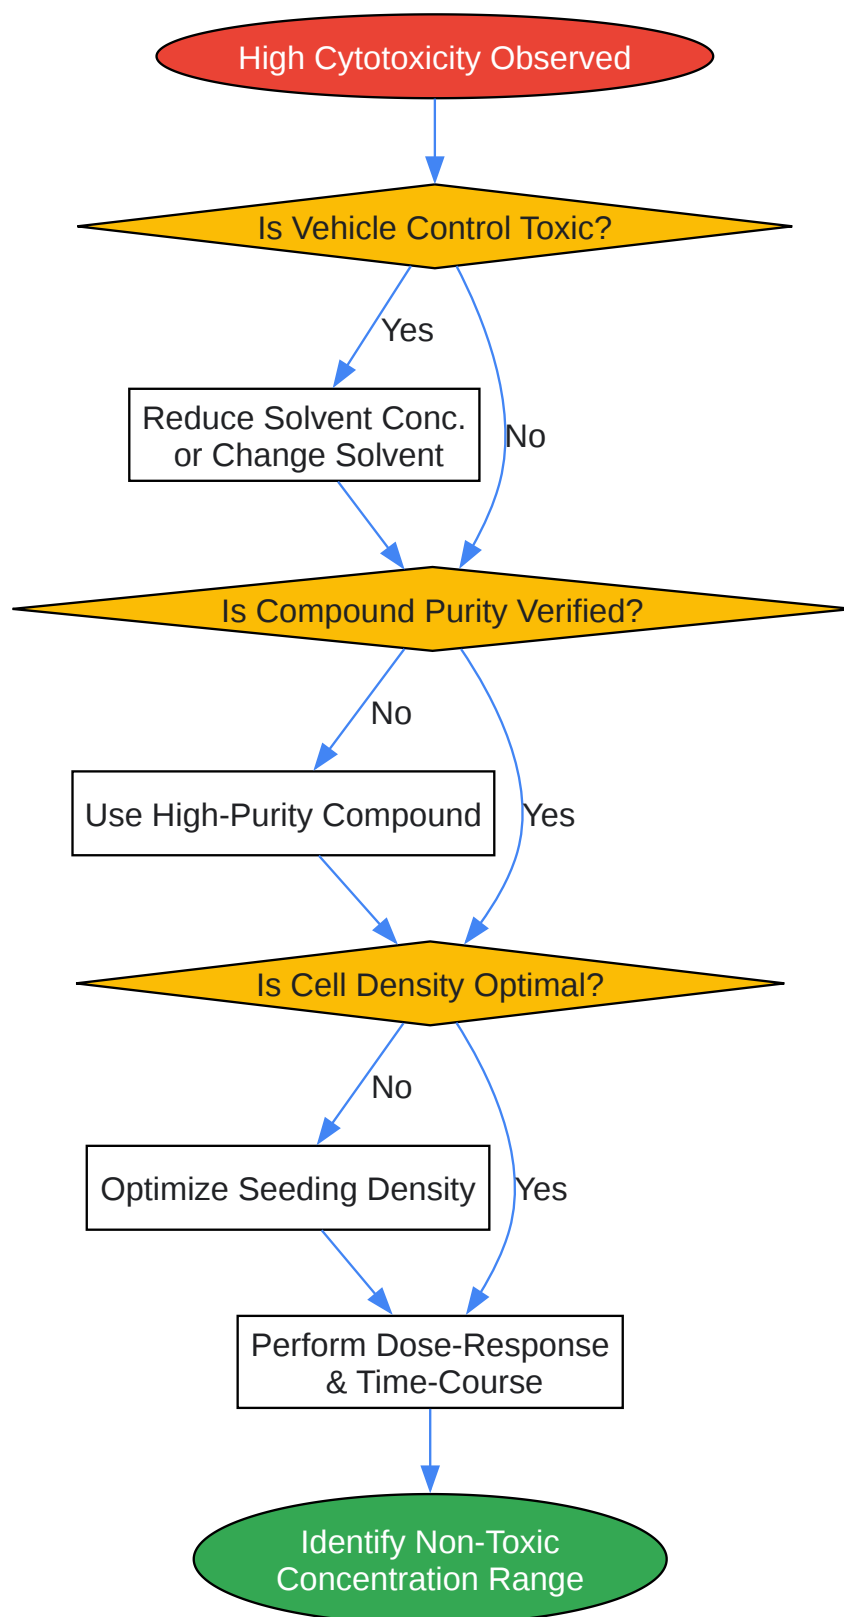 High Cytotoxicity Observed
Is Vehicle Control Toxic?
Yes
Reduce Solvent Conc.
or Change Solvent
No
Is Compound Purity Verified?
No
Use High-Purity Compound
Yes
Is Cell Density Optimal?
No
Optimize Seeding Density
Yes
Perform Dose-Response
& Time-Course
Identify Non-Toxic
Concentration Range